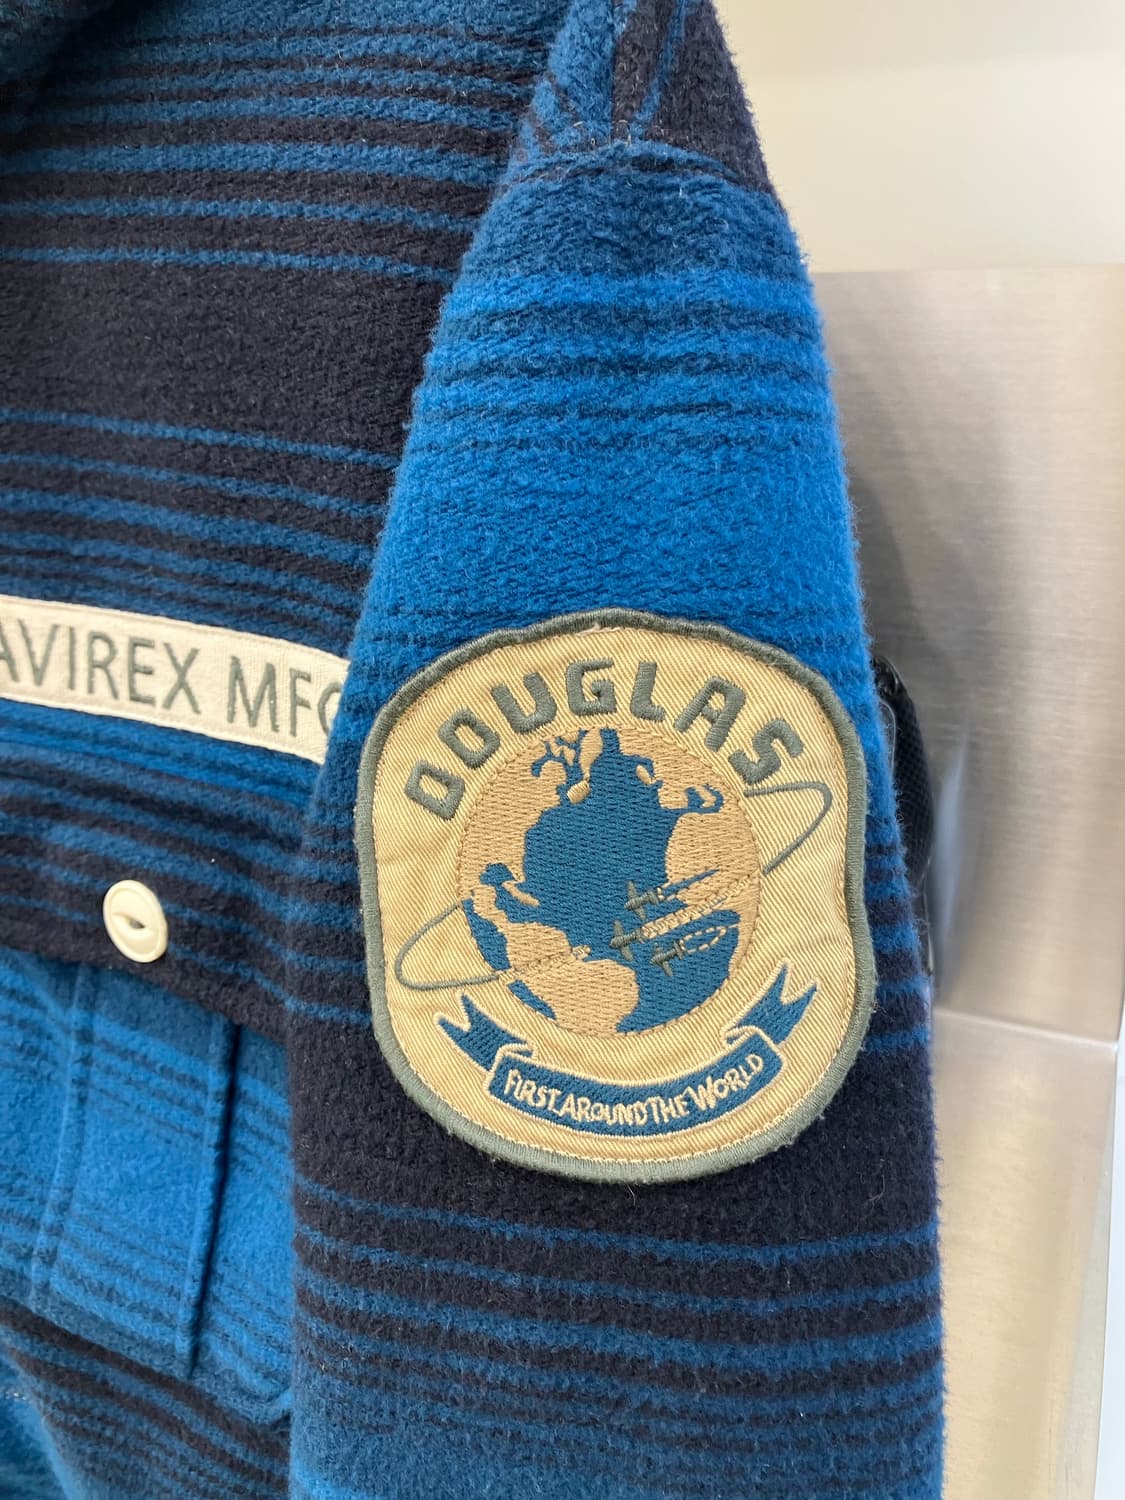 AVIREX MFG
DOUGLAS
FIRST AROUND THE WORLD